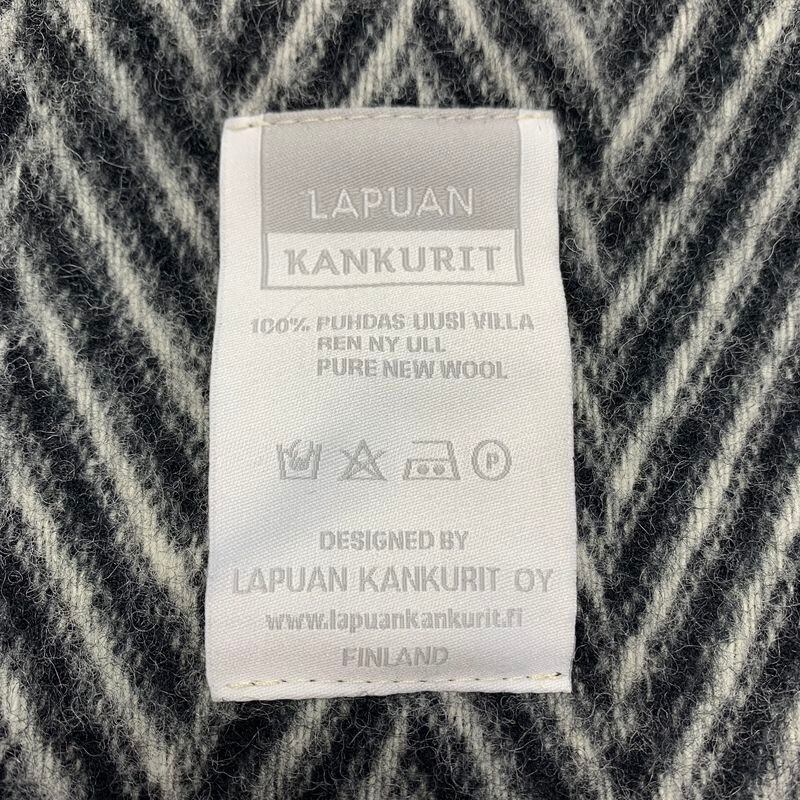 LAPUAN
KANKURIT
100% PUHDAS UUSI VILLA
REN NY ULL
PURE NEW WOOL
P
DESIGNED BY
LAPUAN KANKURIT OY
www.lapuankankurit.fi
FINLAND